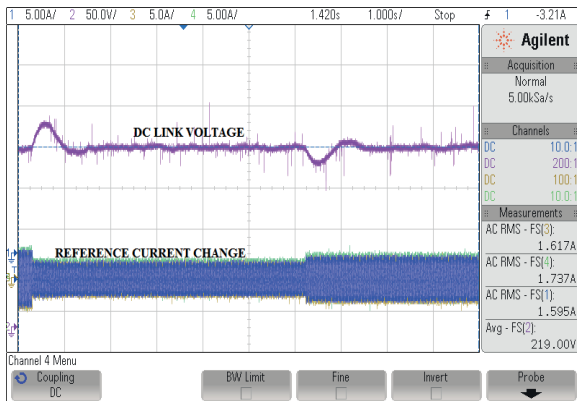 1 5.00A/ 2 50.0V/ 3 5.0A/ 4 5.00A/ 1.420s 1.000s/ Stop 1 -3.21A
Agilent
Acquisition
Normal
5.00kSa/s
Channels
DC 10.0:1
DC 200:1
DC 100:1
DC 10.0:1
Measurements
AC RMS - FS(3):
1.617A
AC RMS - FS(4):
1.737A
AC RMS - FS(1):
1.595A
Avg - FS(2):
219.00V
DC LINK VOLTAGE
REFERENCE CURRENT CHANGE
Channel 4 Menu
Coupling
DC
BW Limit
Fine
Invert
Probe